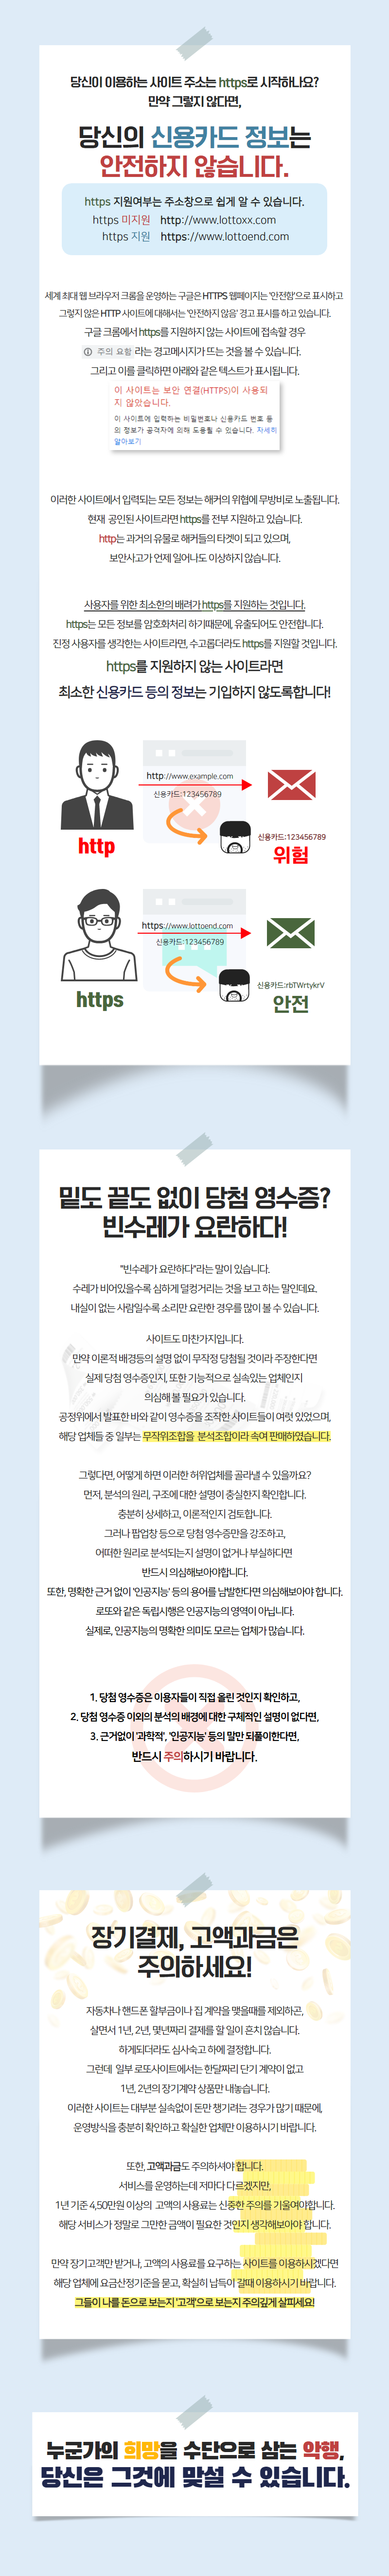 당신이 이용하는 사이트 주소는 https로 시작하나요?
만약 그렇지 않다면,
당신의 신용카드 정보는
안전하지 않습니다.
https 지원여부는 주소창으로 쉽게 알 수 있습니다.
https 미지원 http://www.lottoxx.com
https 지원 https://www.lottoend.com
세계 최대 웹 브라우저 크롬을 운영하는 구글은 HTTPS 웹페이지는 '안전함'으로 표시하고
그렇지 않은 HTTP 사이트에 대해서는 '안전하지 않음' 경고 표시를 하고 있습니다.
구글 크롬에서 https를 지원하지 않는 사이트에 접속할 경우
주의 요함 라는 경고메시지가 뜨는 것을 볼 수 있습니다.
그리고 이를 클릭하면 아래와 같은 텍스트가 표시됩니다.
이 사이트는 보안 연결(HTTPS)이 사용되
지 않았습니다.
이 사이트에 입력하는 비밀번호나 신용카드 번호 등
의 정보가 공격자에 의해 도용될 수 있습니다. 자세히
알아보기
이러한 사이트에서 입력되는 모든 정보는 해커의 위협에 무방비로 노출됩니다.
현재 공인된 사이트라면 https를 전부 지원하고 있습니다.
http는 과거의 유물로 해커들의 타겟이 되고 있으며,
보안사고가 언제 일어나도 이상하지 않습니다.
사용자를 위한 최소한의 배려가 https를 지원하는 것입니다.
https는 모든 정보를 암호화처리 하기때문에, 유출되어도 안전합니다.
진정 사용자를 생각한는 사이트라면, 수고롭더라도 https를 지원할 것입니다.
https를 지원하지 않는 사이트라면
최소한 신용카드 등의 정보는 기입하지 않도록합니다!
http://www.example.com
신용카드:123456789
신용카드:123456789
http
위험
https://www.lottoend.com
신용카드:123456789
신용카드:rbTWrtykrV
https
안전
밑도 끝도 없이 당첨 영수증?
빈수레가 요란하다!
"빈수레가 요란하다"라는 말이 있습니다.
수레가 비어있을수록 심하게 덜컹거리는 것을 보고 하는 말인데요.
내실이 없는 사람일수록 소리만 요란한 경우를 많이 볼 수 있습니다.
사이트도 마찬가지입니다.
만약 이론적 배경등의 설명 없이 무작정 당첨될 것이라 주장한다면
실제 당첨 영수증인지, 또한 기능적으로 실속있는 업체인지
의심해 볼 필요가 있습니다.
공정위에서 발표한 바와 같이 영수증을 조작한 사이트들이 여럿 있었으며,
해당 업체들 중 일부는 무작위조합을 분석조합이라 속여 판매하였습니다.
그렇다면, 어떻게 하면 이러한 허위업체를 골라낼 수 있을까요?
먼저, 분석의 원리, 구조에 대한 설명이 충실한지 확인합니다.
충분히 상세하고, 이론적인지 검토합니다.
그러나 팝업창 등으로 당첨 영수증만을 강조하고,
어떠한 원리로 분석되는지 설명이 없거나 부실하다면
반드시 의심해보아야합니다.
또한, 명확한 근거 없이 '인공지능' 등의 용어를 남발한다면 의심해보아야 합니다.
로또와 같은 독립시행은 인공지능의 영역이 아닙니다.
실제로, 인공지능의 명확한 의미도 모르는 업체가 많습니다.
1. 당첨 영수증은 이용자들이 직접 올린 것인지 확인하고,
2. 당첨 영수증 이외의 분석의 배경에 대한 구체적인 설명이 없다면,
3. 근거없이 '과학적', '인공지능' 등의 말만 되풀이한다면,
반드시 주의하시기 바랍니다.
장기결제, 고액과금은
주의하세요!
자동차나 핸드폰 할부금이나 집 계약을 맺을때를 제외하곤,
살면서 1년, 2년, 몇년짜리 결제를 할 일이 흔치 않습니다.
하게되더라도 심사숙고 하에 결정합니다.
그런데 일부 로또사이트에서는 한달짜리 단기 계약이 없고
1년, 2년의 장기계약 상품만 내놓습니다.
이러한 사이트는 대부분 실속없이 돈만 챙기려는 경우가 많기 때문에,
운영방식을 충분히 확인하고 확실한 업체만 이용하시기 바랍니다.
또한, 고액과금도 주의하셔야 합니다.
서비스를 운영하는데 저마다 다르겠지만,
1년 기준 4,50만원 이상의 고액의 사용료는 신중한 주의를 기울여야합니다.
해당 서비스가 정말로 그만한 금액이 필요한 것인지 생각해보아야 합니다.
만약 장기고객만 받거나, 고액의 사용료를 요구하는 사이트를 이용하시겠다면
해당 업체에 요금산정기준을 묻고, 확실히 납득이 갈때 이용하시기 바랍니다.
그들이 나를 돈으로 보는지 '고객'으로 보는지 주의깊게 살피세요!
누군가의 희망을 수단으로 삼는 악행,
당신은 그것에 맞설 수 있습니다.